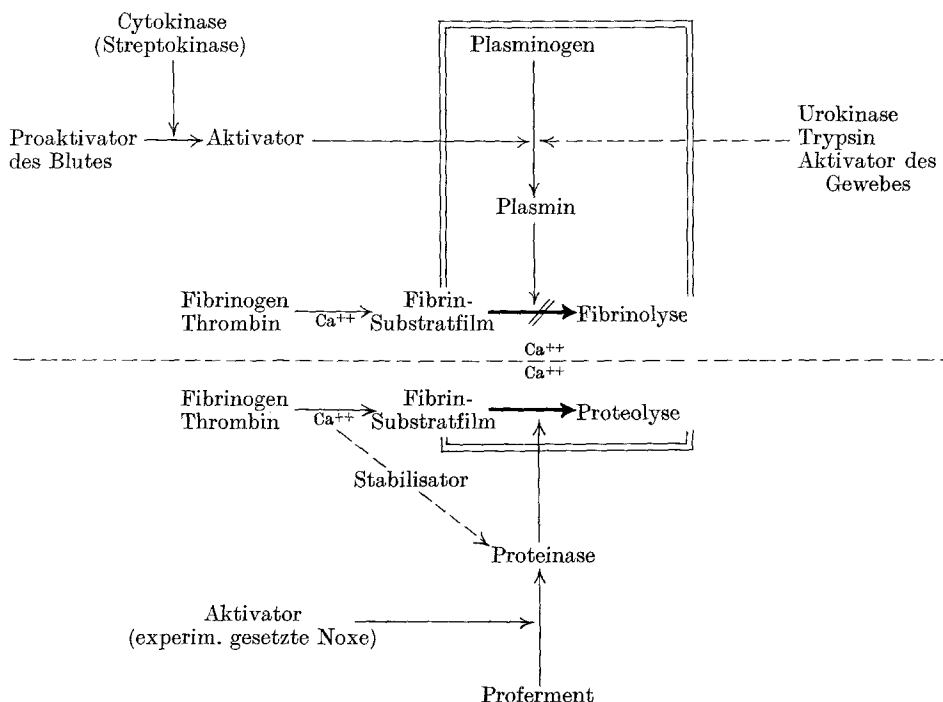 Cytokinase
(Streptokinase)
Plasminogen
Proaktivator
des Blutes
Aktivator
Urokinase
Trypsin
Aktivator des
Gewebes
Plasmin
Fibrinogen
Thrombin
Ca++
Fibrin-
Substratfilm
Fibrinolyse
Ca++
Ca++
Fibrinogen
Thrombin
Ca++
Fibrin-
Substratfilm
Proteolyse
Stabilisator
Proteinase
Aktivator
(experim. gesetzte Noxe)
Proferment